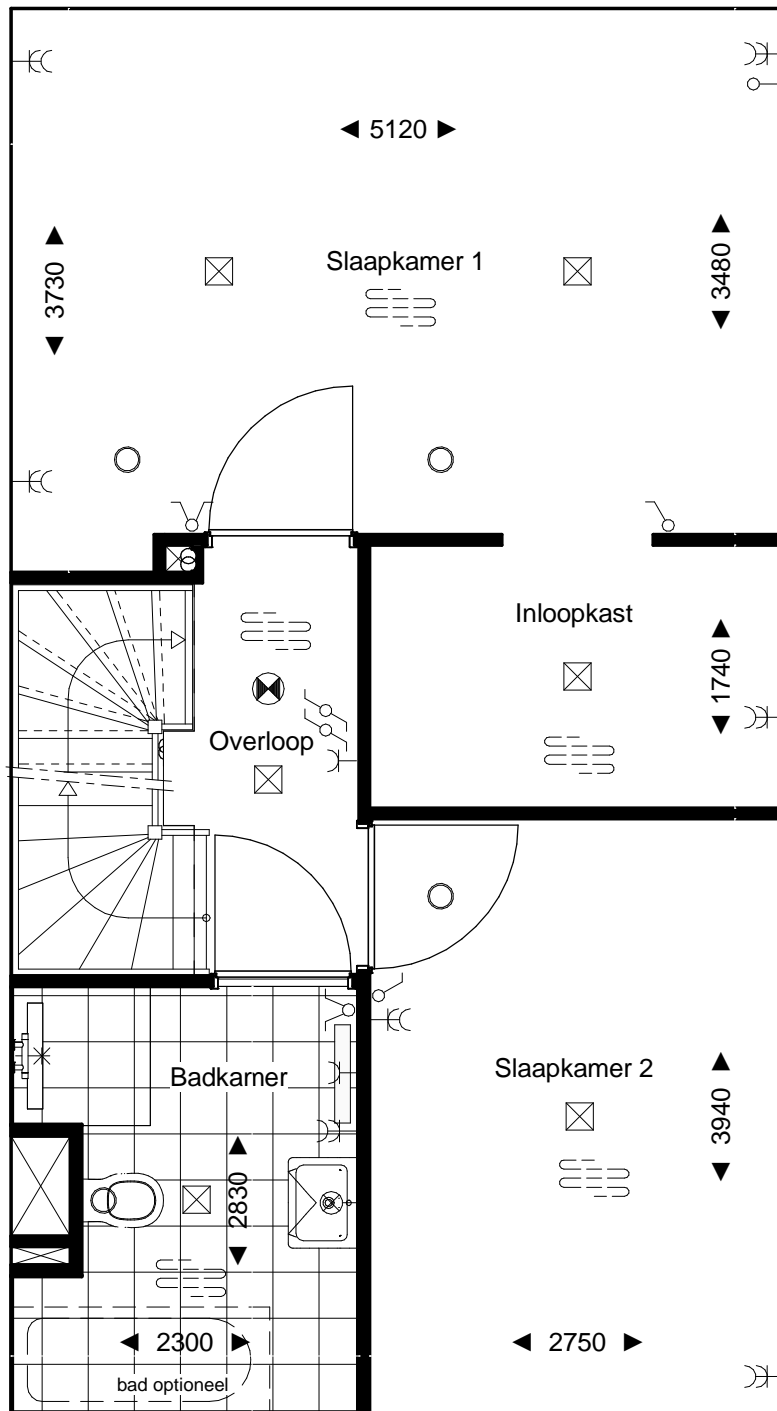 5120
Slaapkamer 1
3730
3480
Inloopkast
1740
Overloop
Badkamer
Slaapkamer 2
3940
2830
2300
2750
bad optioneel